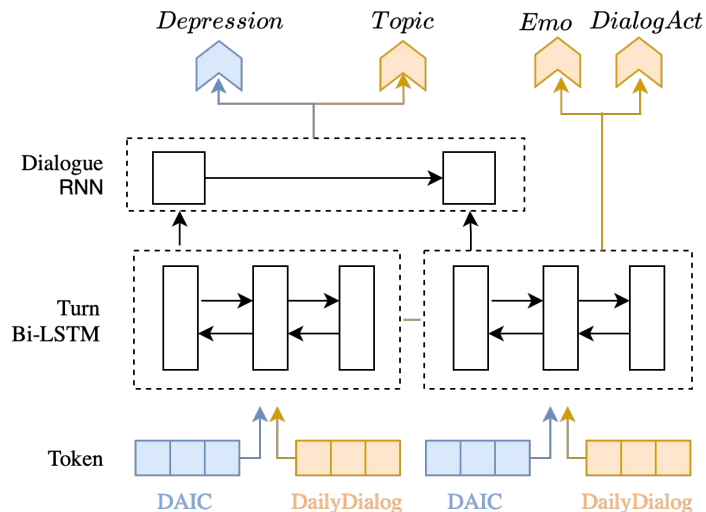 Depression Topic Emo DialogAct
Dialogue
RNN
Turn
Bi-LSTM
Token
DAIC DailyDialog DAIC DailyDialog